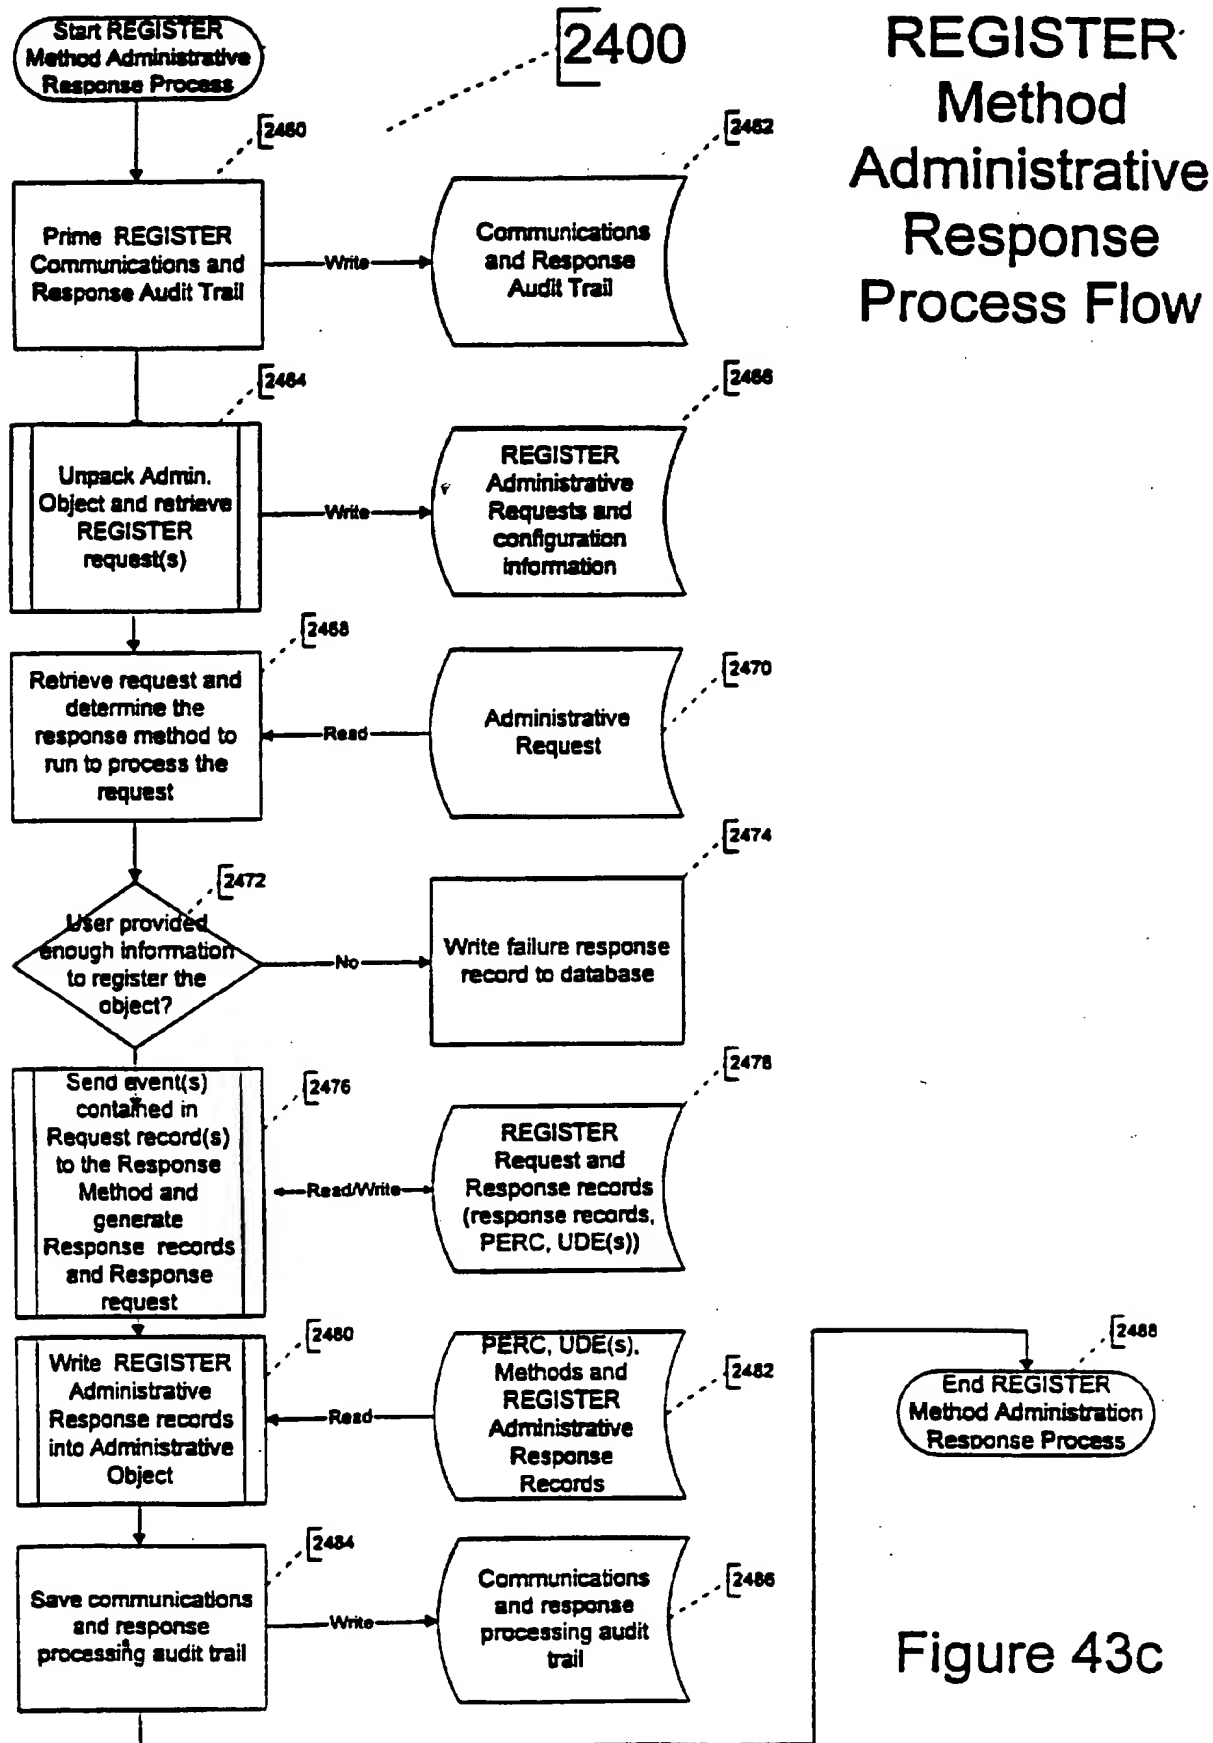 Start REGISTER
Method Administrative
Response Process
2400
REGISTER
Method
Administrative
Response
Process Flow
2460
2462
Prime REGISTER
Communications and
Response Audit Trail
Write
Communications
and Response
Audit Trail
2464
2466
Unpack Admin.
Object and retrieve
REGISTER
request(s)
Write
REGISTER
Administrative
Requests and
configuration
information
2468
2470
Retrieve request and
determine the
response method to
run to process the
request
Read
Administrative
Request
2472
2474
User provided
enough information
to register the
object?
No
Write failure response
record to database
2476
2478
Send event(s)
contained in
Request record(s)
to the Response
Method and
generate
Response records
and Response
request
Read/Write
REGISTER
Request and
Response records
(response records,
PERC, UDE(s))
2480
2482
Write REGISTER
Administrative
Response records
into Administrative
Object
Read
PERC, UDE(s),
Methods and
REGISTER
Administrative
Response
Records
2488
End REGISTER
Method Administration
Response Process
2484
2486
Save communications
and response
processing audit trail
Write
Communications
and response
processing audit
trail
Figure 43c